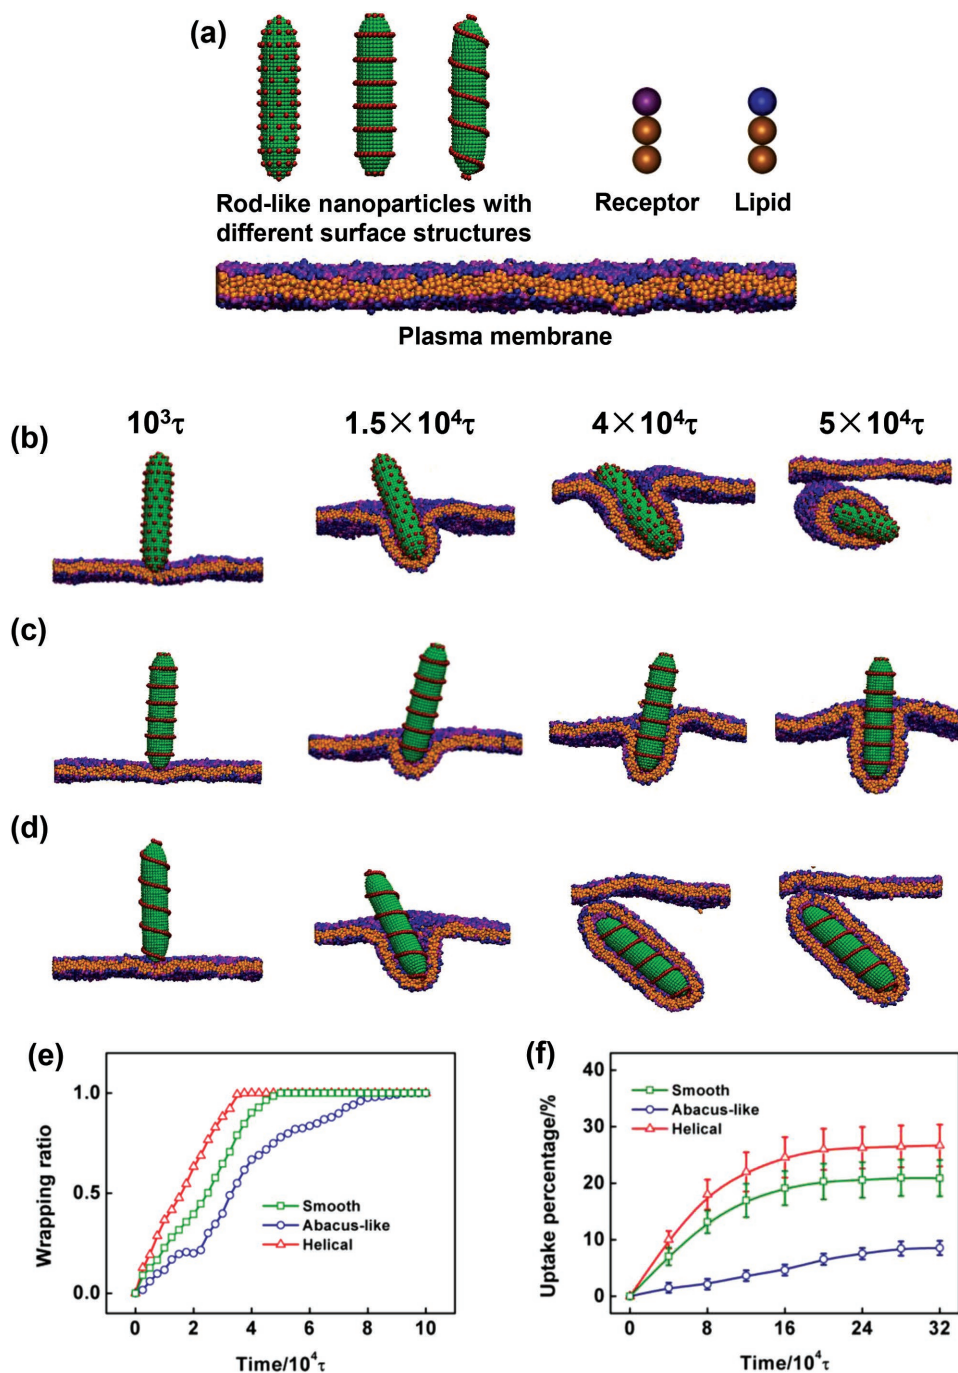 (a)
Rod-like nanoparticles with
different surface structures
Receptor
Lipid
Plasma membrane
(b)
10³τ
1.5×10⁴τ
4×10⁴τ
5×10⁴τ
(c)
(d)
(e)
Wrapping ratio
1.0
0.5
0.0
Smooth
Abacus-like
Helical
0 2 4 6 8 10
Time/10⁴τ
(f)
Uptake percentage/%
40
30
20
10
0
Smooth
Abacus-like
Helical
0 8 16 24 32
Time/10⁴τ